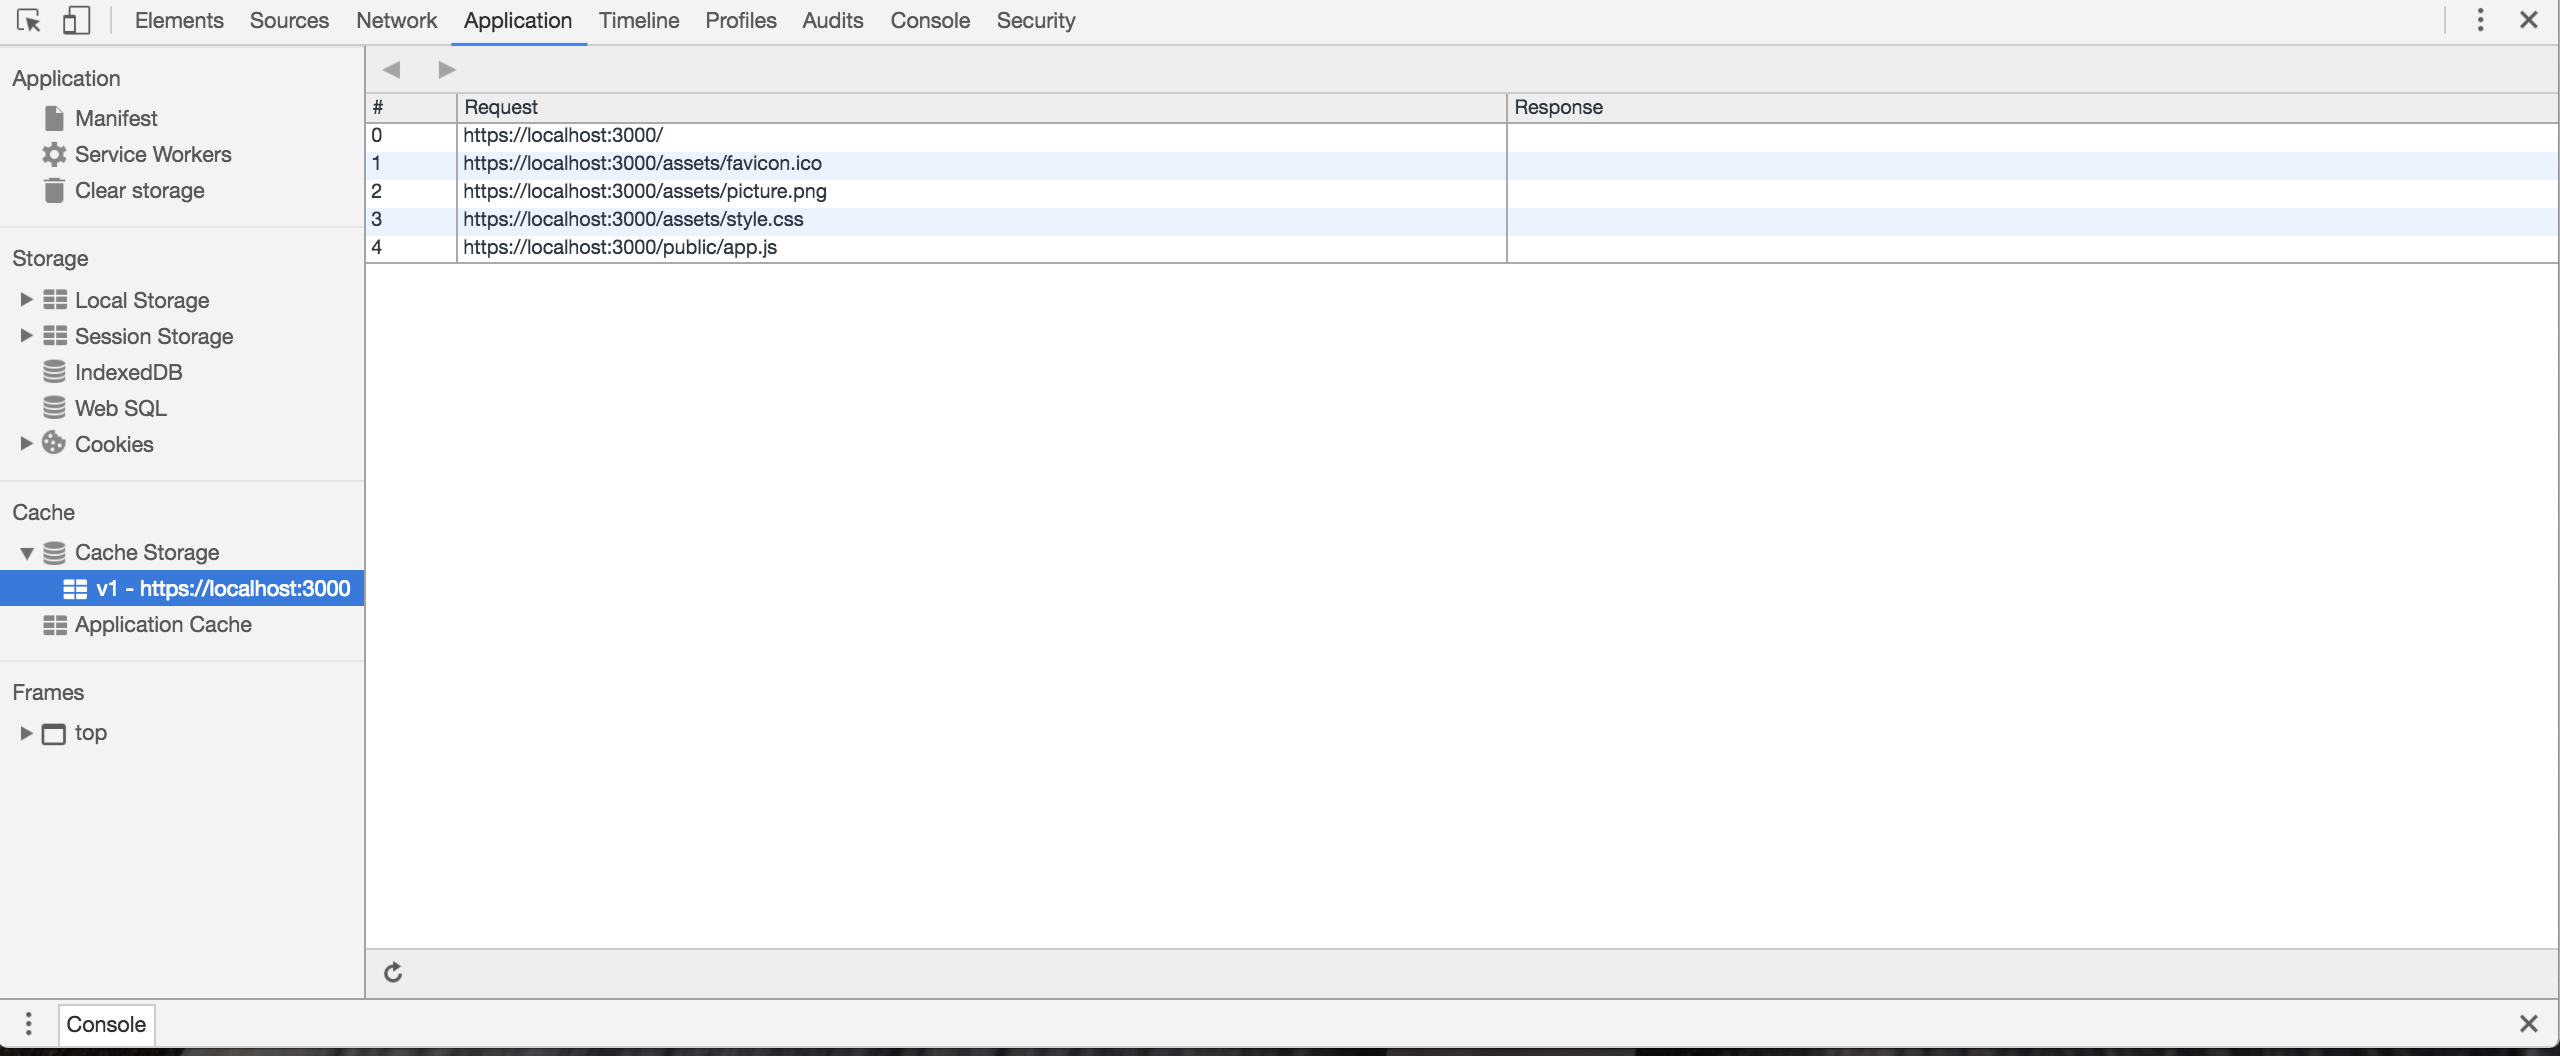 Elements Sources Network Application Timeline Profiles Audits Console Security
Application
Manifest
Service Workers
Clear storage
Storage
Local Storage
Session Storage
IndexedDB
Web SQL
Cookies
Cache
Cache Storage
v1 - https://localhost:3000
Application Cache
Frames
top
# Request Response
0 https://localhost:3000/
1 https://localhost:3000/assets/favicon.ico
2 https://localhost:3000/assets/picture.png
3 https://localhost:3000/assets/style.css
4 https://localhost:3000/public/app.js
Console